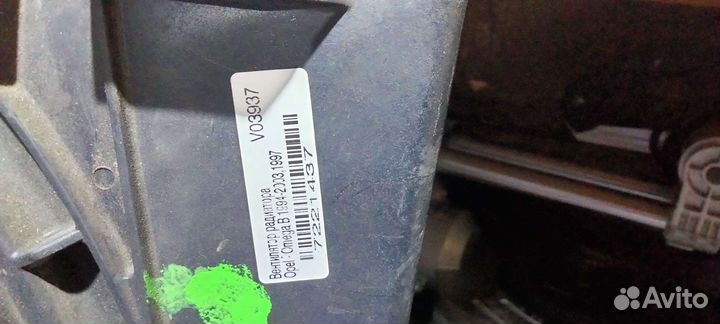 V03937
Вентилятор радиатора
Opel: Omega B 1994-2003,1997
7221437
Avito